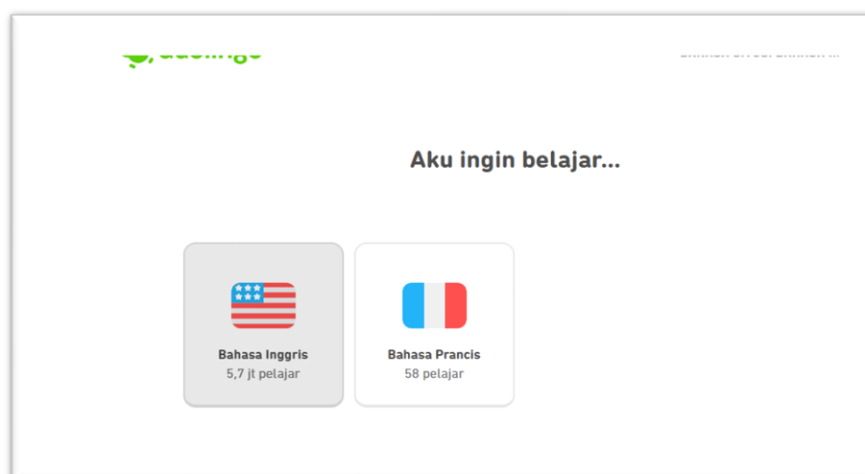 Aku ingin belajar...
Bahasa Inggris
5,7 jt pelajar
Bahasa Prancis
58 pelajar